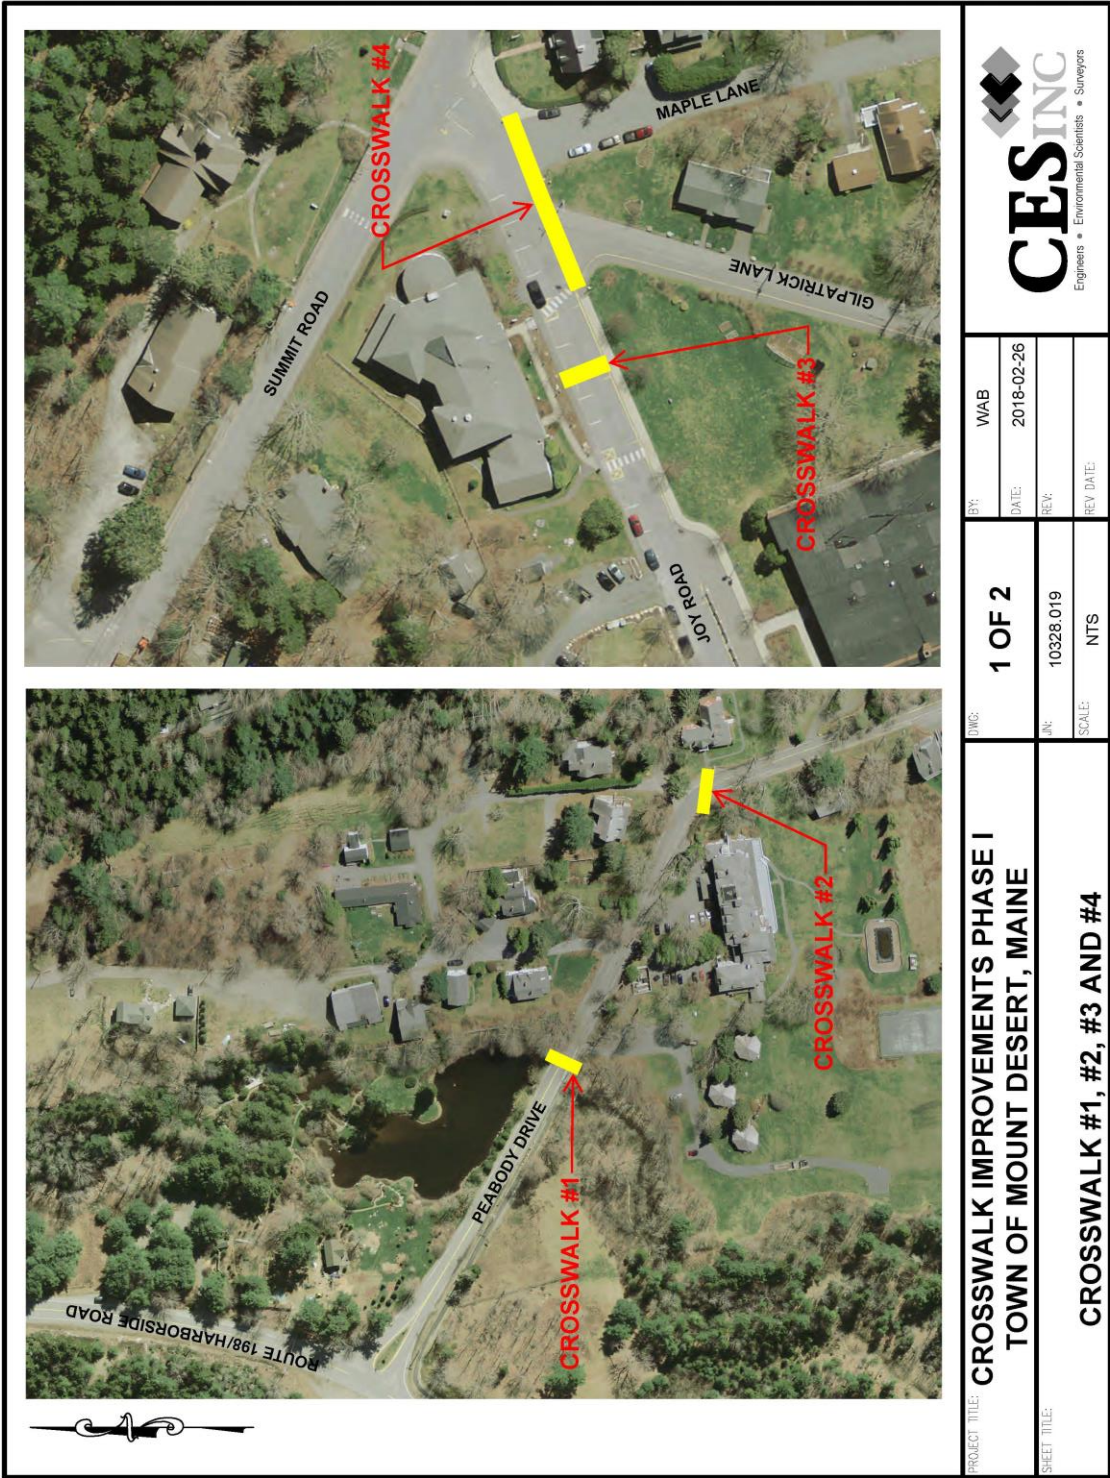 ROUTE 198/HARBORSIDE ROAD
PEABODY DRIVE
CROSSWALK #1
CROSSWALK #2
SUMMIT ROAD
CROSSWALK #4
MAPLE LANE
GILPATRICK LANE
CROSSWALK #3
JOY ROAD
N
PROJECT TITLE:
CROSSWALK IMPROVEMENTS PHASE I
TOWN OF MOUNT DESERT, MAINE
SHEET TITLE:
CROSSWALK #1, #2, #3 AND #4
DWG:
1 OF 2
JN:
10328.019
SCALE:
NTS
BY:
WAB
DATE:
2018-02-26
REV:
REV DATE:
CESINC
Engineers • Environmental Scientists • Surveyors